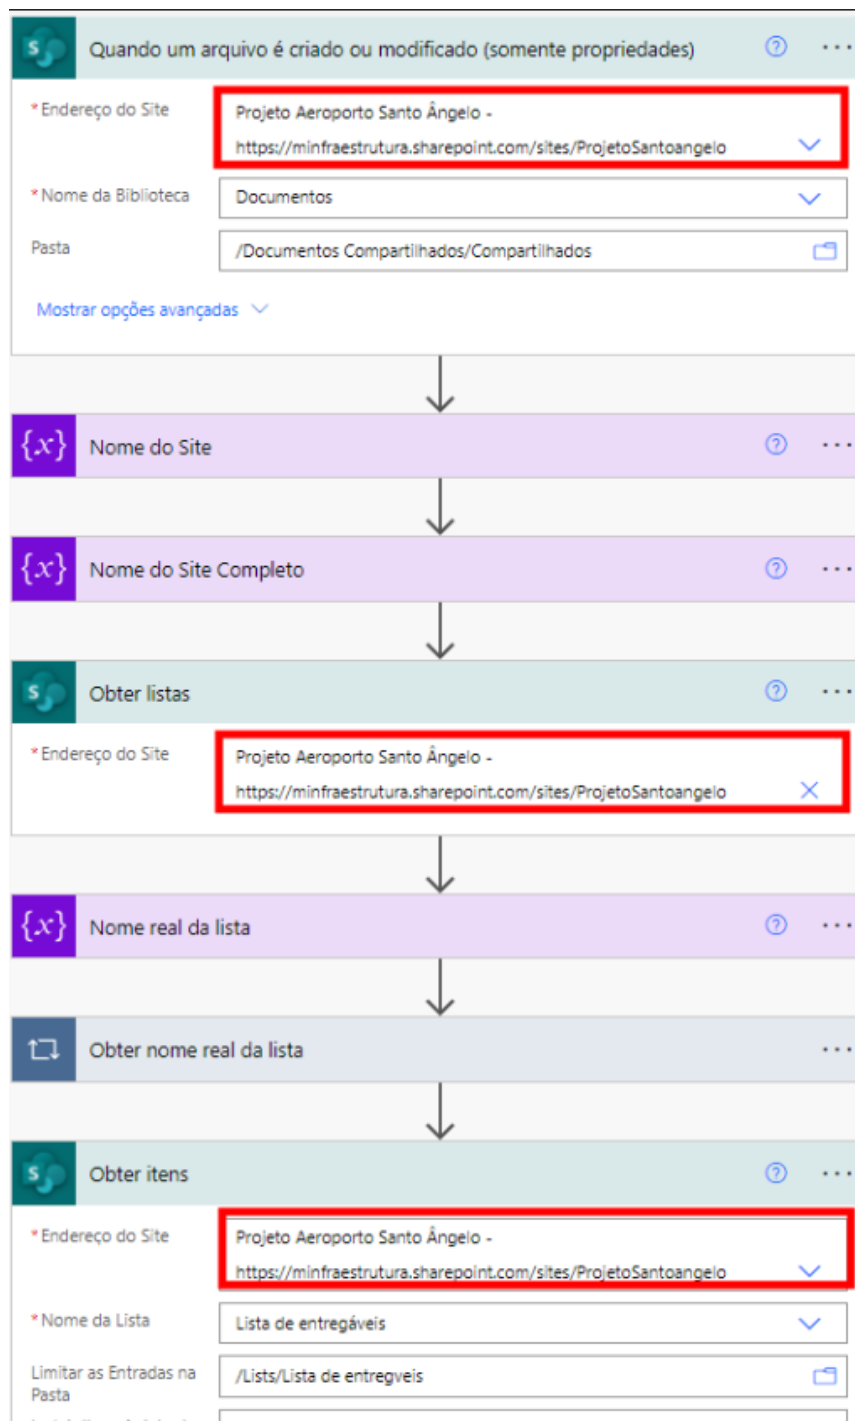 Quando um arquivo é criado ou modificado (somente propriedades)
* Endereço do Site
Projeto Aeroporto Santo Ângelo -
https://minfraestrutura.sharepoint.com/sites/ProjetoSantoangelo
* Nome da Biblioteca
Documentos
Pasta
/Documentos Compartilhados/Compartilhados
Mostrar opções avançadas
{x} Nome do Site
{x} Nome do Site Completo
Obter listas
* Endereço do Site
Projeto Aeroporto Santo Ângelo -
https://minfraestrutura.sharepoint.com/sites/ProjetoSantoangelo
{x} Nome real da lista
Obter nome real da lista
Obter itens
* Endereço do Site
Projeto Aeroporto Santo Ângelo -
https://minfraestrutura.sharepoint.com/sites/ProjetoSantoangelo
* Nome da Lista
Lista de entregáveis
Limitar as Entradas na
Pasta
/Lists/Lista de entregveis